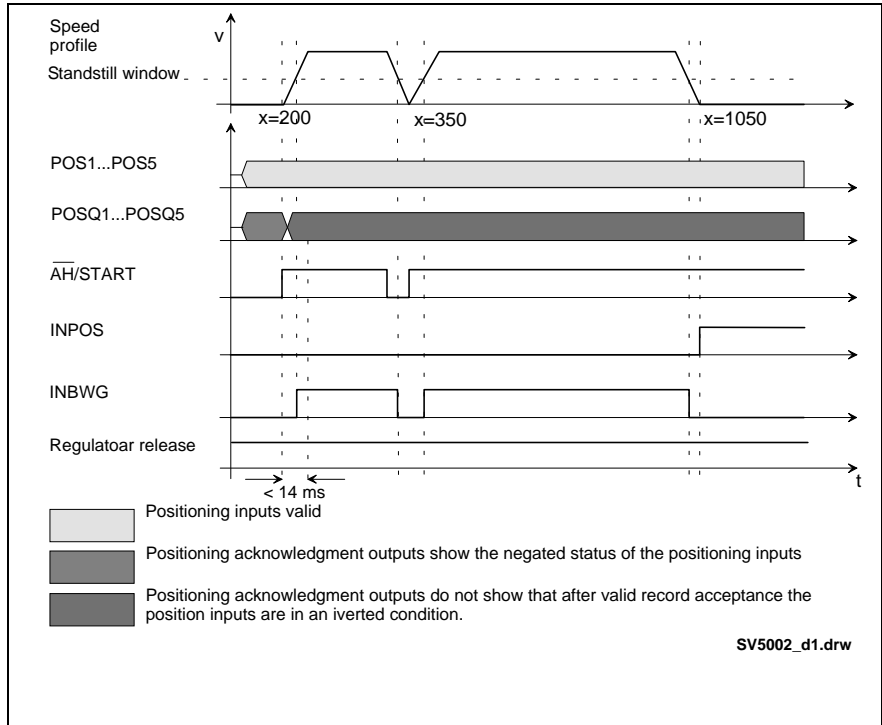 Speed
profile
v
Standstill window
x=200
x=350
x=1050
POS1...POS5
POSQ1...POSQ5
AH/START
INPOS
INBWG
Regulatoar release
t
< 14 ms
Positioning inputs valid
Positioning acknowledgment outputs show the negated status of the positioning inputs
Positioning acknowledgment outputs do not show that after valid record acceptance the
position inputs are in an iverted condition.
SV5002_d1.drw